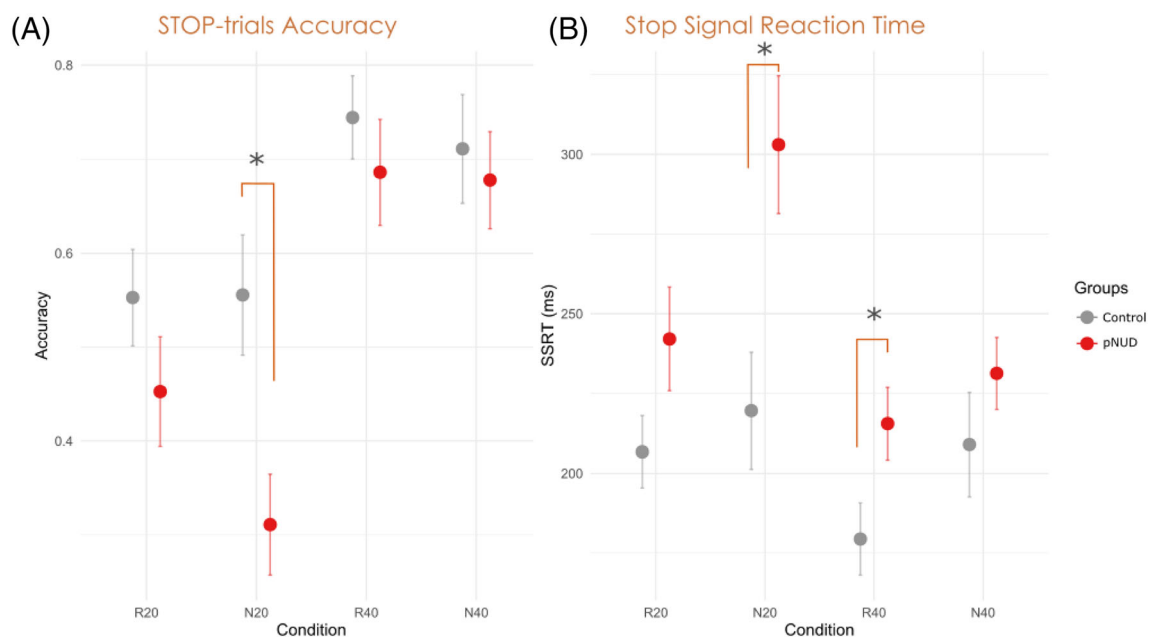 (A) STOP-trials Accuracy
0.8
0.6
0.4
Accuracy
*
R20 N20 R40 N40
Condition
(B) Stop Signal Reaction Time
300
250
200
SSRT (ms)
*
*
R20 N20 R40 N40
Condition
Groups
Control
pNUD